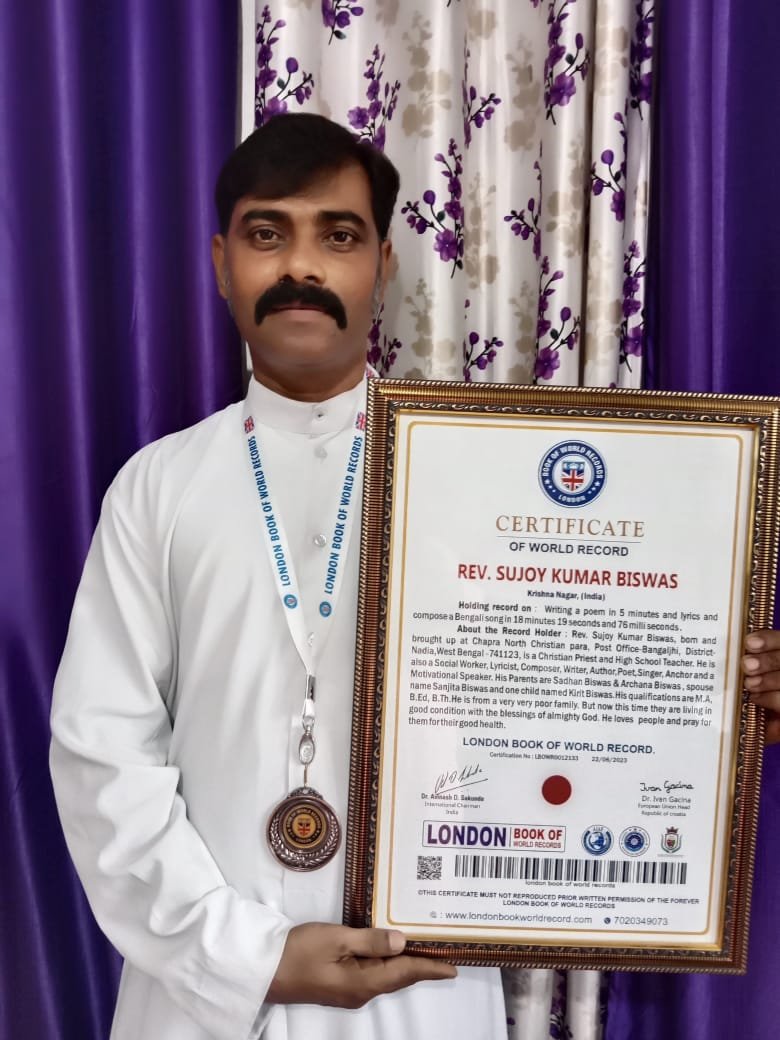 LONDON BOOK OF WORLD RECORDS
LONDON BOOK OF WORLD RECORDS
BOOK OF WORLD RECORDS
LONDON
CERTIFICATE
OF WORLD RECORD
REV. SUJOY KUMAR BISWAS
Krishna Nagar, (India)
Holding record on : Writing a poem in 5 minutes and lyrics and
compose a Bengali song in 18 minutes 19 seconds and 76 milli seconds.
About the Record Holder : Rev. Sujoy Kumar Biswas, born and
brought up at Chapra North Christian para, Post Office-Bangaljhi, District-
Nadia,West Bengal -741123, is a Christian Priest and High School Teacher. He is
also a Social Worker, Lyricist, Composer, Writer, Author,Poet,Singer, Anchor and a
Motivational Speaker. His Parents are Sadhan Biswas & Archana Biswas , spouse
name Sanjita Biswas and one child named Kirit Biswas.His qualifications are M.A,
B.Ed, B.Th.He is from a very very poor family. But now this time they are living in
good condition with the blessings of almighty God. He loves people and pray for
them for their good health.
LONDON BOOK OF WORLD RECORD.
Certification No : LBOWR0012133 22/06/2023
Dr. Avinash D. Sakunde
International Chairman
India
Ivan Gacina
Dr. Ivan Gacina
European Union Head
Republic of croatia
LONDON BOOK OF
WORLD RECORDS
london book of world records
©THIS CERTIFICATE MUST NOT REPRODUCED PRIOR WRITTEN PERMISSION OF THE FOREVER
LONDON BOOK OF WORLD RECORDS
: www.londonbookworldrecord.com 7020349073